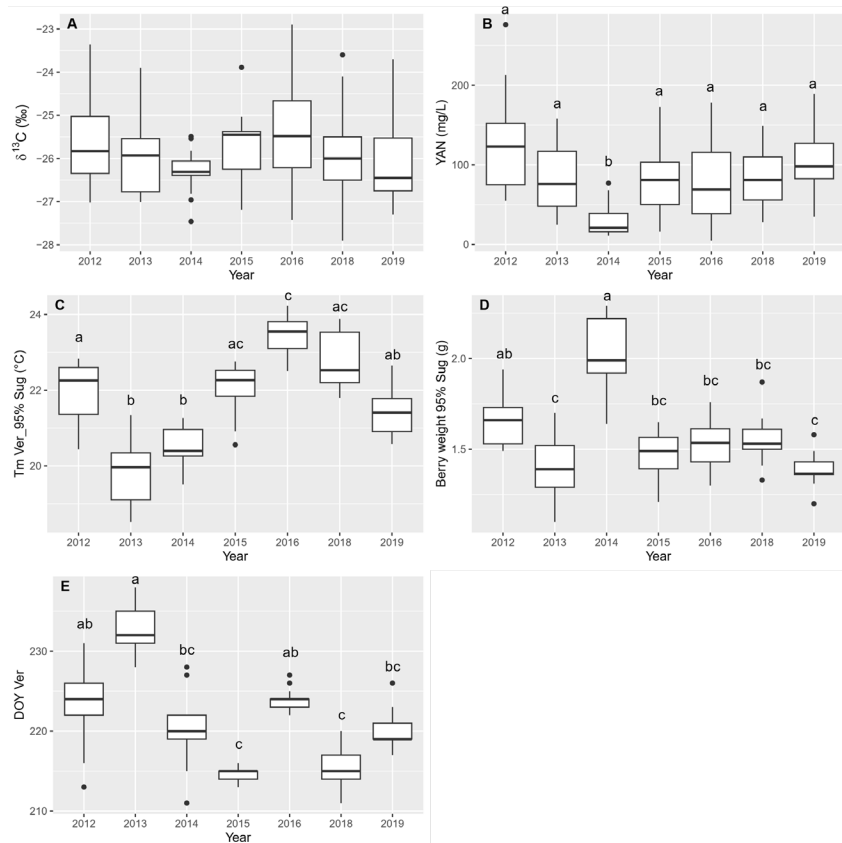 A
−23
−24
−25
−26
−27
−28
δ¹³C (‰)
2012 2013 2014 2015 2016 2018 2019
Year
B
a a b a a a a
200
100
0
YAN (mg/L)
2012 2013 2014 2015 2016 2018 2019
Year
C
a b b ac c ac ab
24
22
20
Tm Ver_95% Sug (°C)
2012 2013 2014 2015 2016 2018 2019
Year
D
ab c a bc bc bc c
2.0
1.5
Berry weight 95% Sug (g)
2012 2013 2014 2015 2016 2018 2019
Year
E
ab a bc c ab c bc
230
220
210
DOY Ver
2012 2013 2014 2015 2016 2018 2019
Year